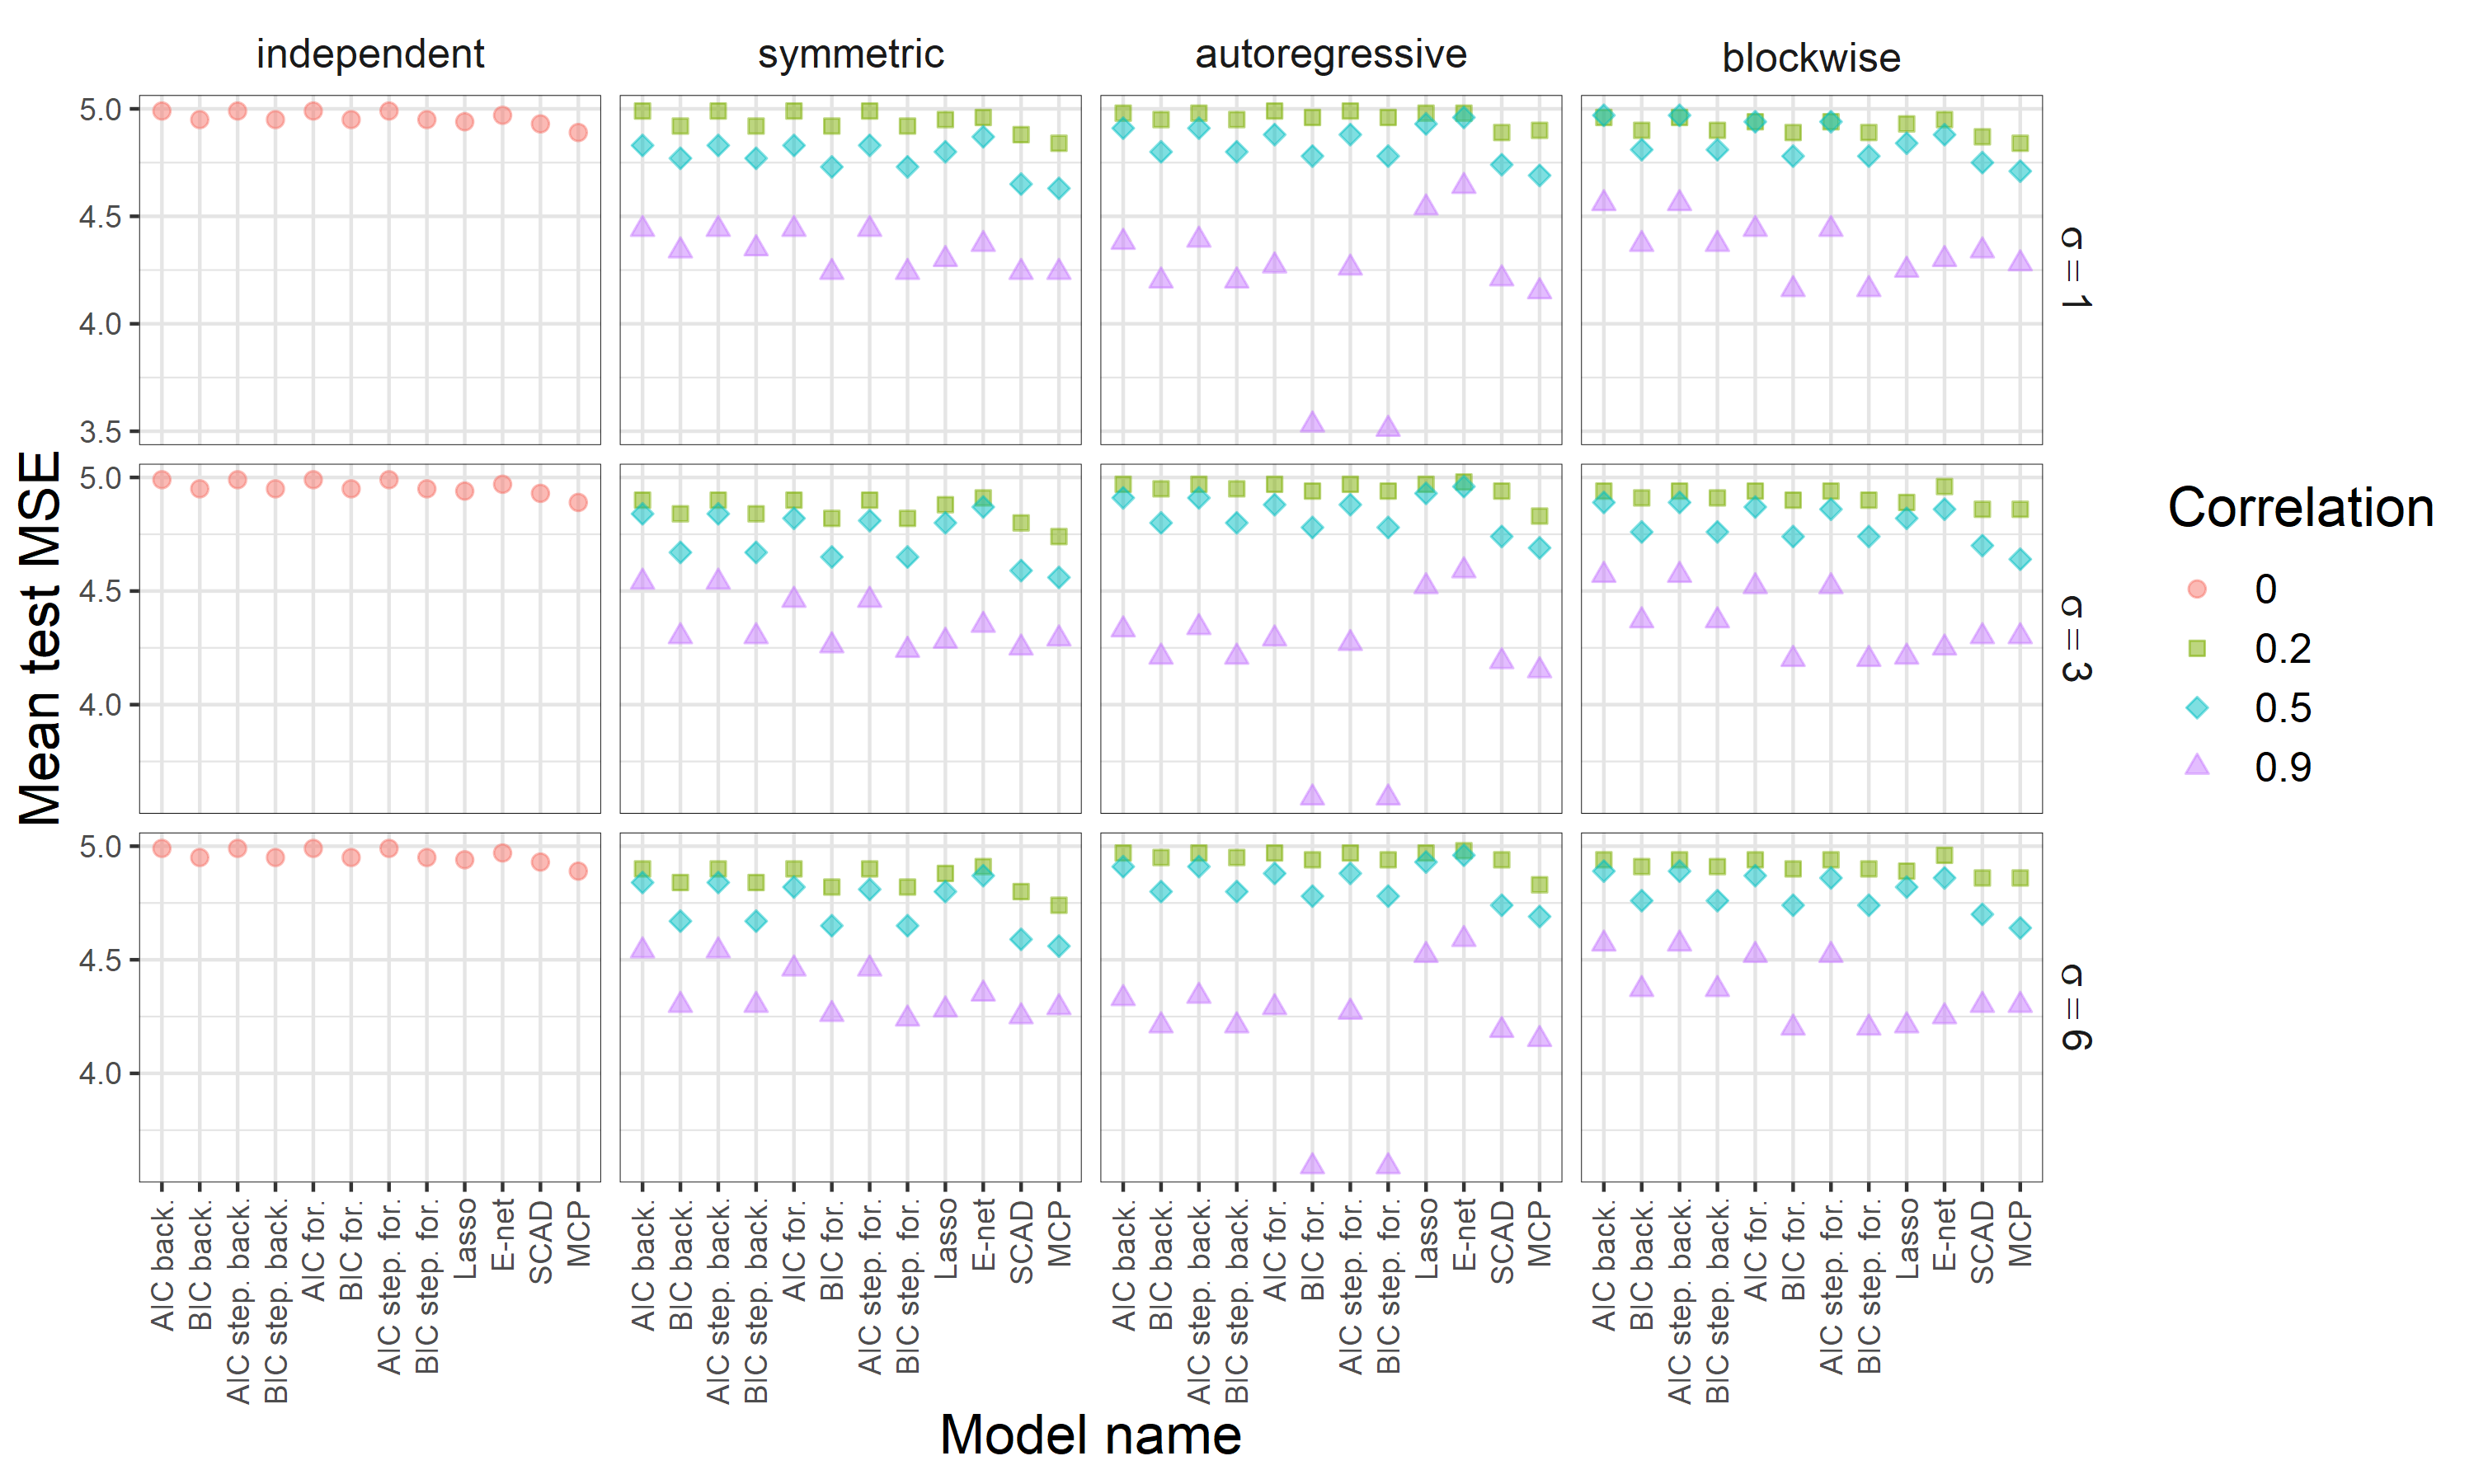 independent
symmetric
autoregressive
blockwise
5.0
4.5
4.0
3.5
σ = 1
5.0
4.5
4.0
σ = 3
5.0
4.5
4.0
σ = 6
Mean test MSE
AIC back.
BIC back.
AIC step. back.
BIC step. back.
AIC for.
BIC for.
AIC step. for.
BIC step. for.
Lasso
E-net
SCAD
MCP
AIC back.
BIC back.
AIC step. back.
BIC step. back.
AIC for.
BIC for.
AIC step. for.
BIC step. for.
Lasso
E-net
SCAD
MCP
AIC back.
BIC back.
AIC step. back.
BIC step. back.
AIC for.
BIC for.
AIC step. for.
BIC step. for.
Lasso
E-net
SCAD
MCP
AIC back.
BIC back.
AIC step. back.
BIC step. back.
AIC for.
BIC for.
AIC step. for.
BIC step. for.
Lasso
E-net
SCAD
MCP
Model name
Correlation
0
0.2
0.5
0.9